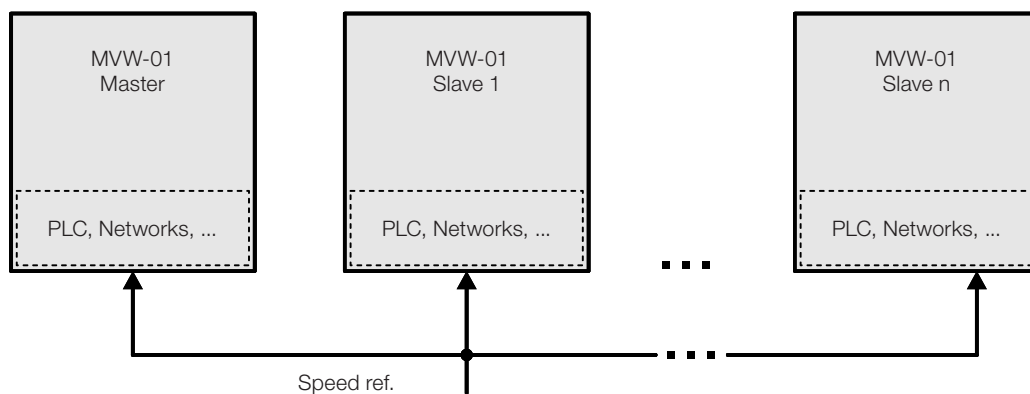 MVW-01
Master
MVW-01
Slave 1
MVW-01
Slave n
PLC, Networks, ...
PLC, Networks, ...
PLC, Networks, ...
Speed ref.